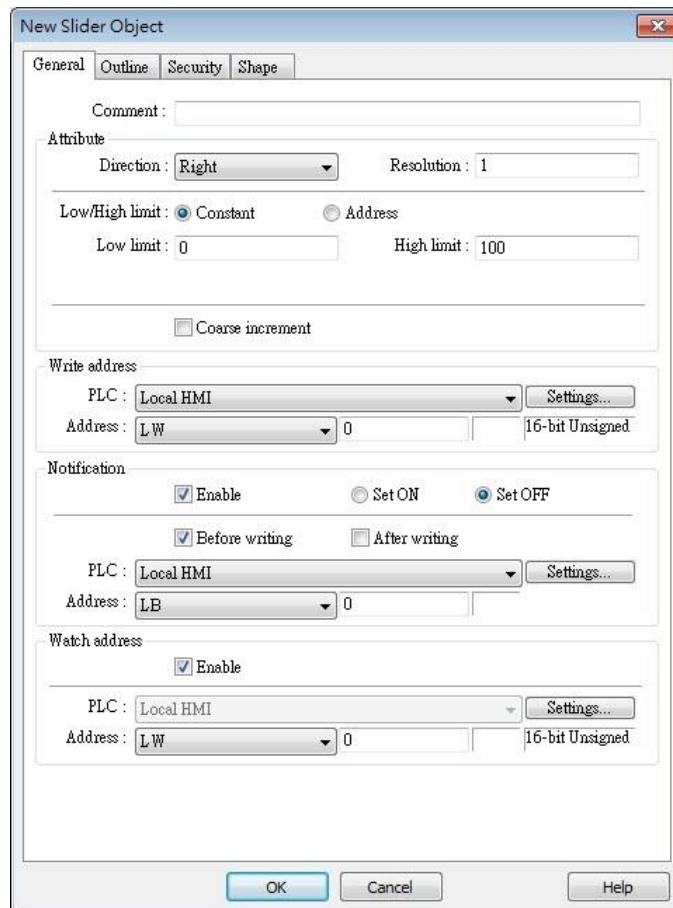 New Slider Object
General Outline Security Shape
Comment :
Attribute
Direction : Right Resolution : 1
Low/High limit : Constant Address
Low limit : 0 High limit : 100
Coarse increment
Write address
PLC : Local HMI Settings...
Address : LW 0 16-bit Unsigned
Notification
Enable Set ON Set OFF
Before writing After writing
PLC : Local HMI Settings...
Address : LB 0
Watch address
Enable
PLC : Local HMI Settings...
Address : LW 0 16-bit Unsigned
OK Cancel Help